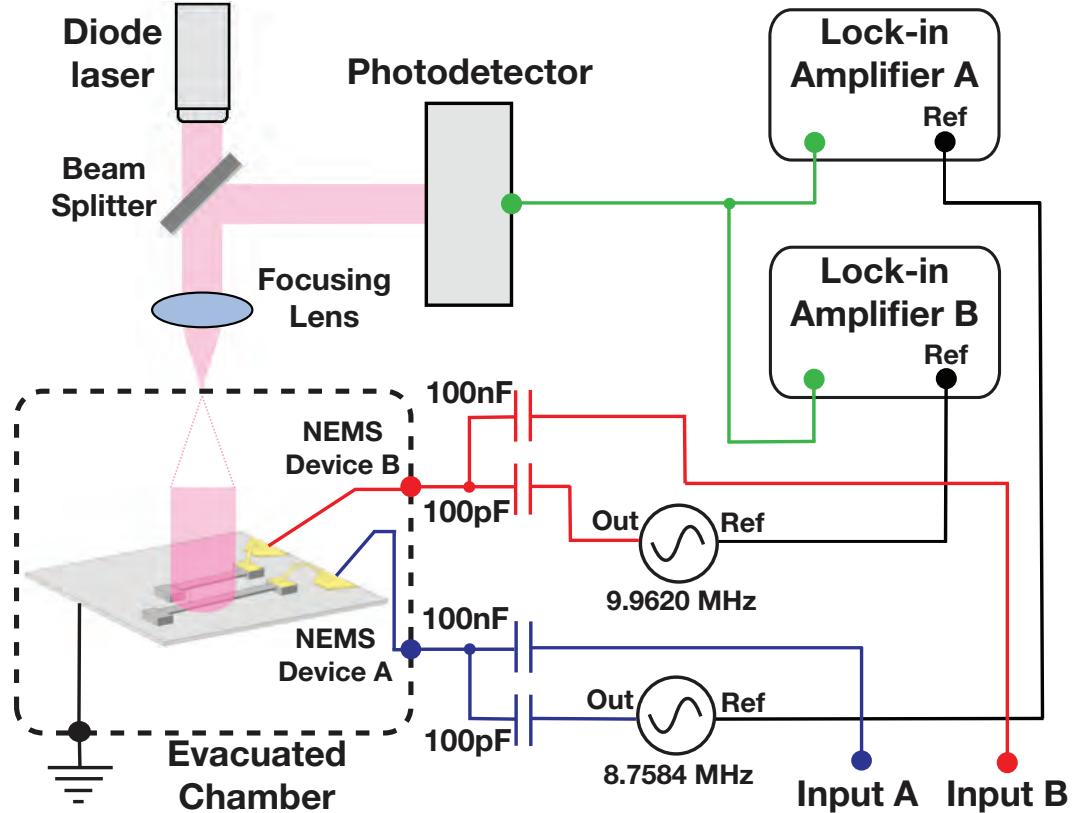 Diode
laser
Photodetector
Lock-in
Amplifier A
Ref
Beam
Splitter
Focusing
Lens
Lock-in
Amplifier B
Ref
100nF
NEMS
Device B
100pF
Out
Ref
9.9620 MHz
100nF
NEMS
Device A
Out
Ref
100pF
8.7584 MHz
Evacuated
Chamber
Input A
Input B